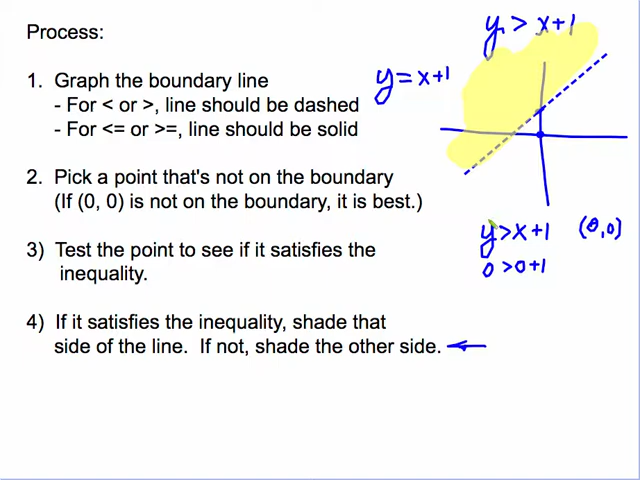 Process:
y > x+1
y = x+1
1. Graph the boundary line
- For < or >, line should be dashed
- For <= or >=, line should be solid
2. Pick a point that's not on the boundary
(If (0, 0) is not on the boundary, it is best.)
y > x+1 (0,0)
0 > 0+1
3) Test the point to see if it satisfies the
inequality.
4) If it satisfies the inequality, shade that
side of the line. If not, shade the other side.